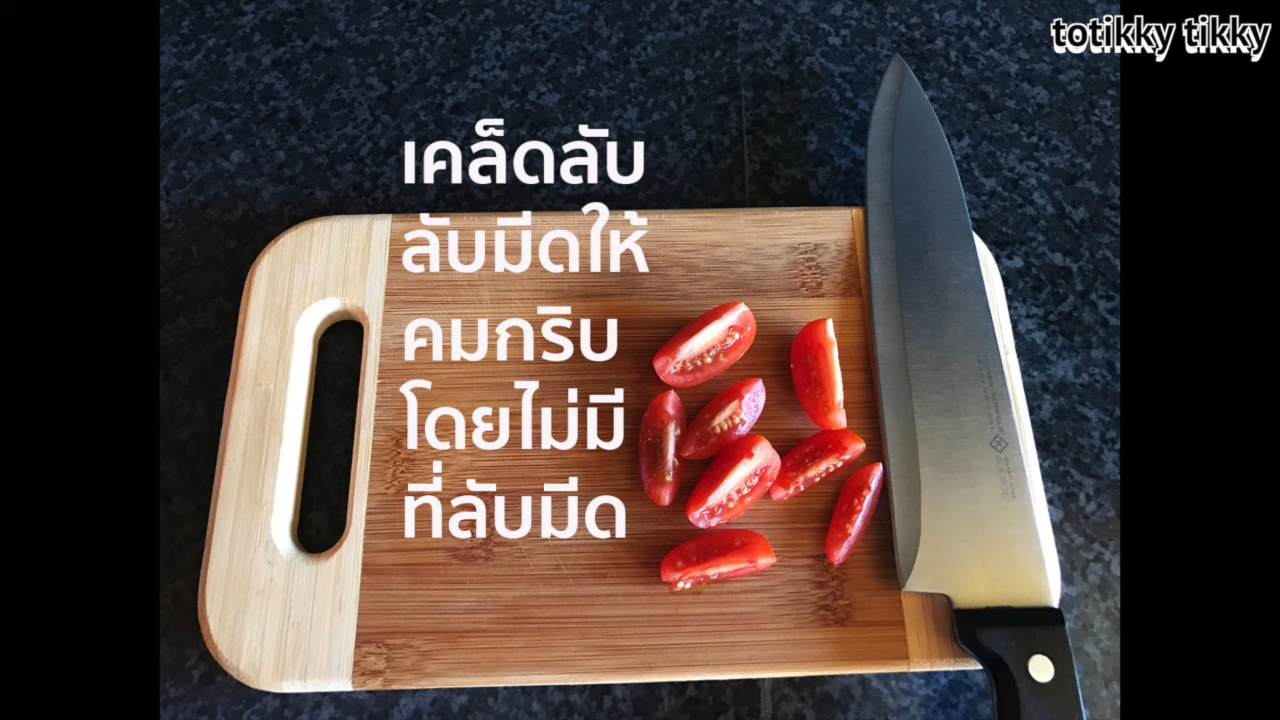 totikky tikky
เคล็ดลับ
ลับมีดให้
คมกริบ
โดยไม่มี
ที่ลับมีด